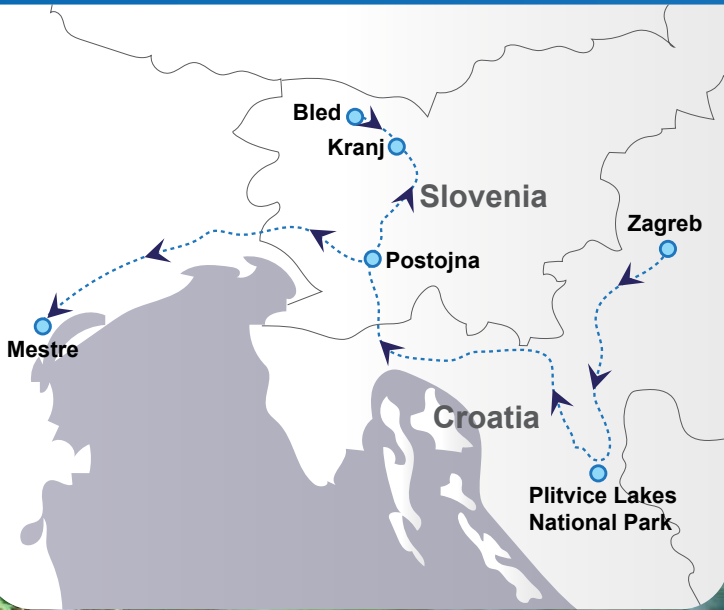 Bled
Kranj
Slovenia
Zagreb
Postojna
Mestre
Croatia
Plitvice Lakes
National Park